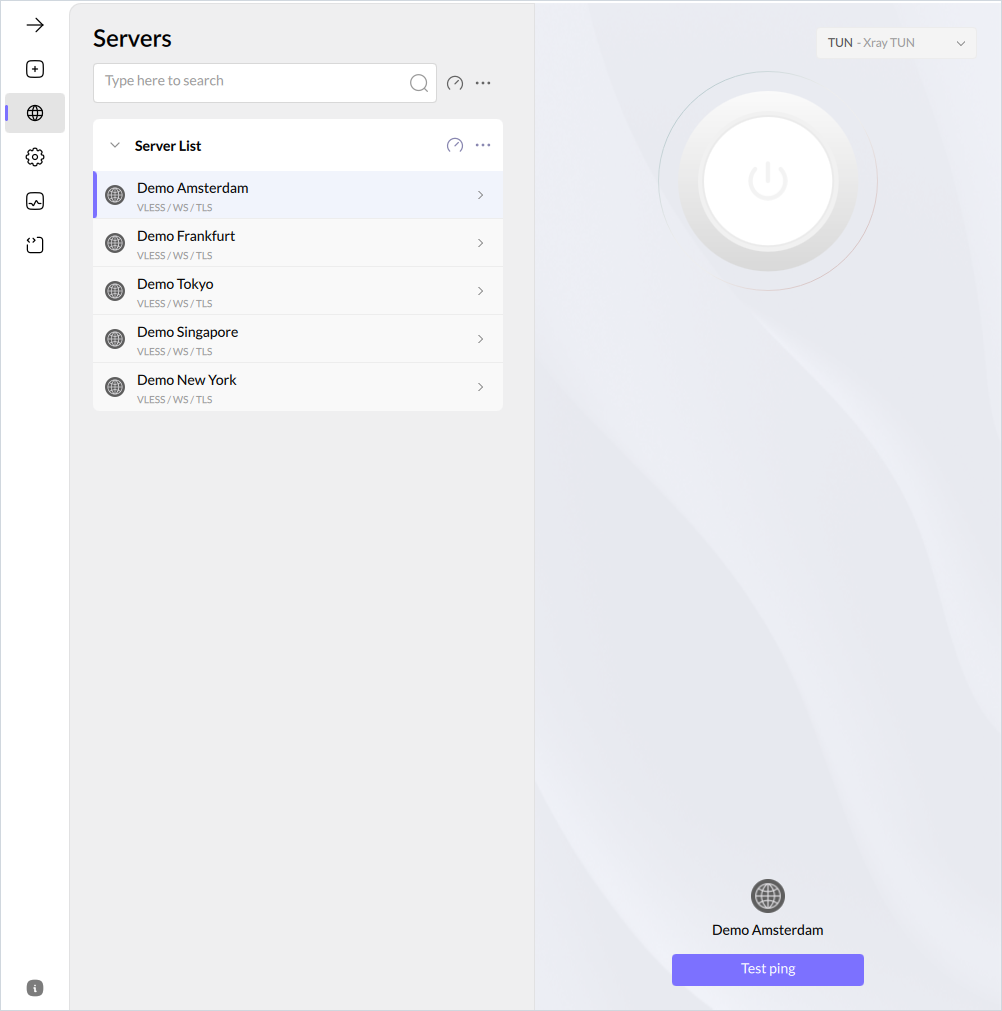 Servers
Type here to search
Server List
Demo Amsterdam
VLESS / WS / TLS
Demo Frankfurt
VLESS / WS / TLS
Demo Tokyo
VLESS / WS / TLS
Demo Singapore
VLESS / WS / TLS
Demo New York
VLESS / WS / TLS
TUN - Xray TUN
Demo Amsterdam
Test ping